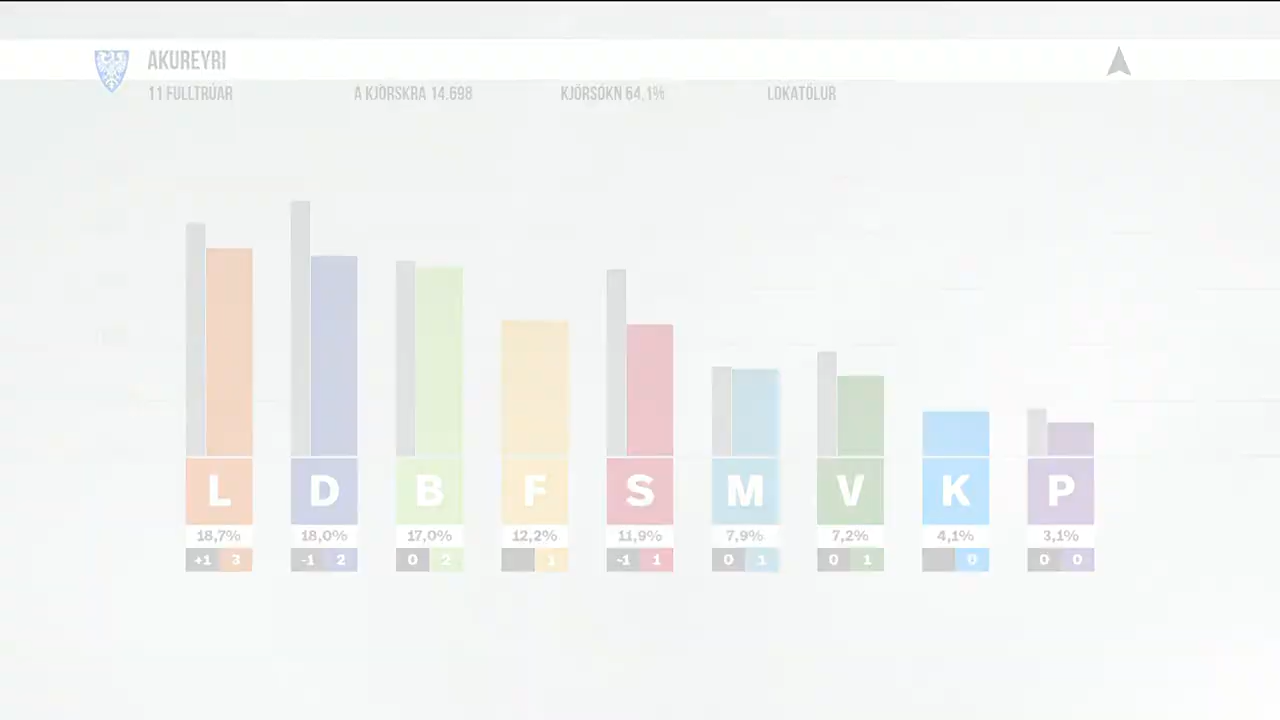 AKUREYRI
11 FULLTRÚAR Á KJÖRSKRÁ 14.698 KJÖRSÓKN 64,1% LOKATÖLUR
L D B F S M V K P
18,7% 18,0% 17,0% 12,2% 11,9% 7,9% 7,2% 4,1% 3,1%
+1 3 -1 2 0 2 1 -1 1 0 1 0 1 0 0 0